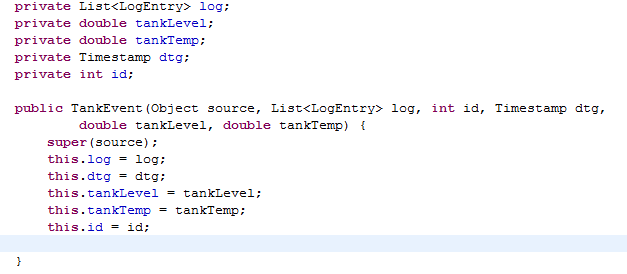 private List<LogEntry> log;
private double tankLevel;
private double tankTemp;
private Timestamp dtg;
private int id;
public TankEvent(Object source, List<LogEntry> log, int id, Timestamp dtg,
double tankLevel, double tankTemp) {
super(source);
this.log = log;
this.dtg = dtg;
this.tankLevel = tankLevel;
this.tankTemp = tankTemp;
this.id = id;
}